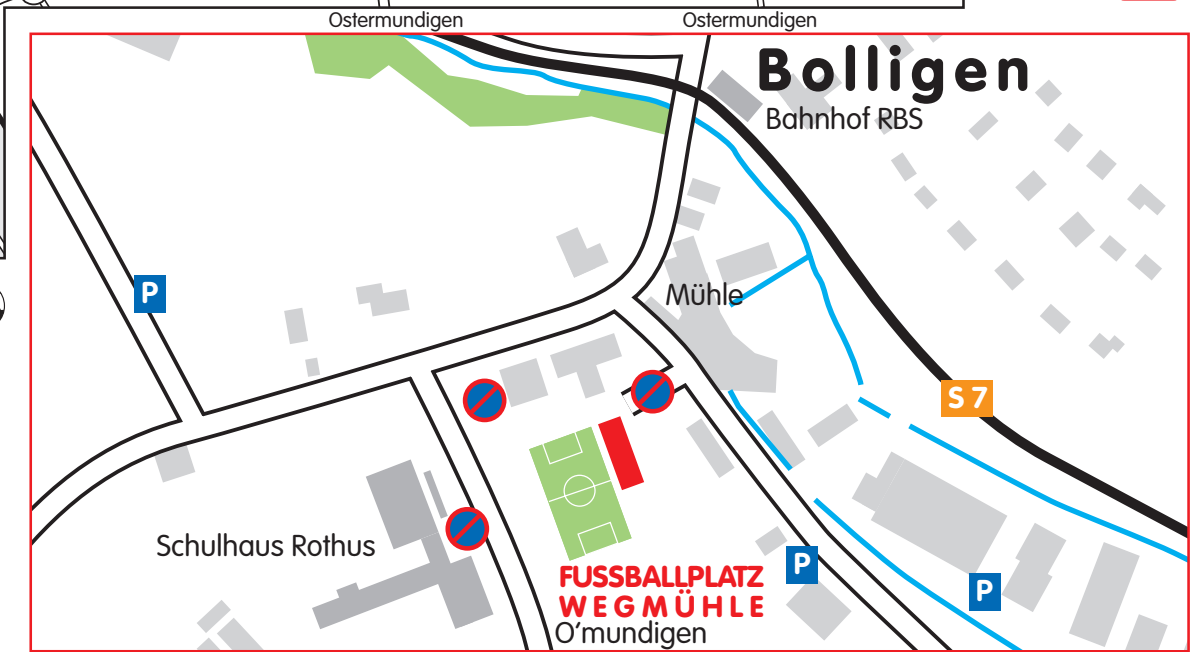 Ostermundigen
Ostermundigen
Bolligen
Bahnhof RBS
P
Mühle
S 7
Schulhaus Rothus
P
FUSSBALLPLATZ
WEGMÜHLE
P
O'mundigen